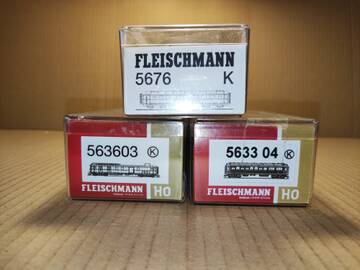 FLEISCHMANN
5676 K
563603 K
FLEISCHMANN HO
5633 04 K
FLEISCHMANN HO